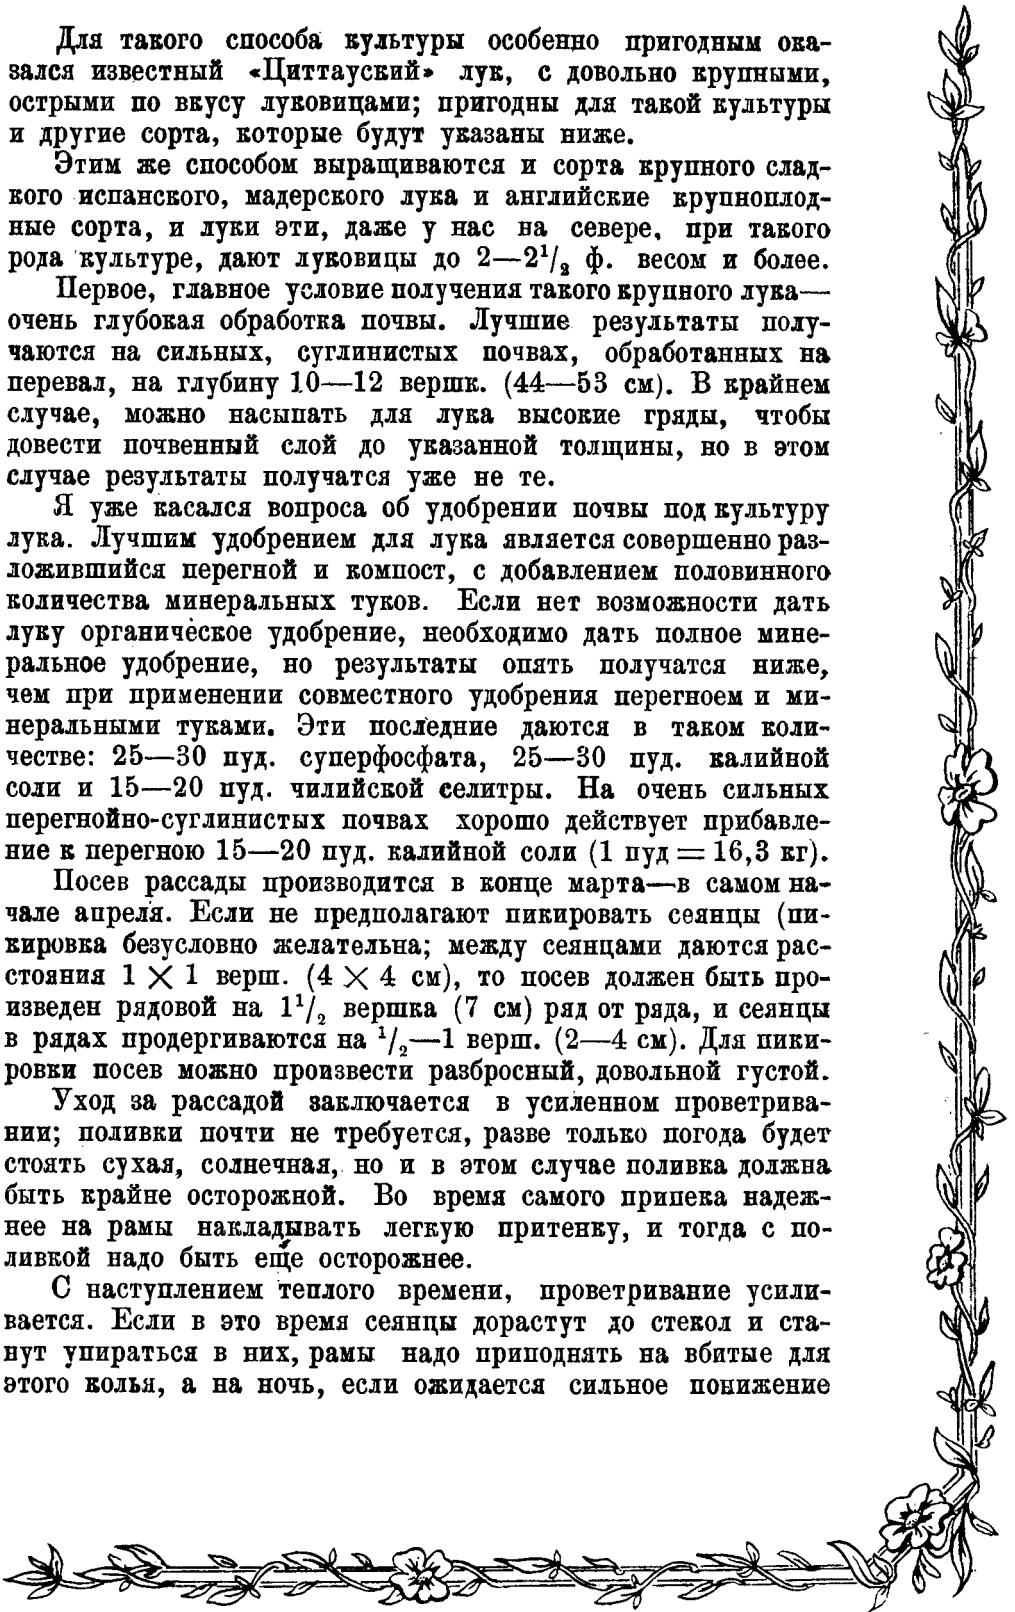 Для такого способа культуры особенно пригодным ока-
зался известный «Циттауский» лук, с довольно крупными,
острыми по вкусу луковицами; пригодны для такой культуры
и другие сорта, которые будут указаны ниже.
Этим же способом выращиваются и сорта крупного слад-
кого испанского, мадерского лука и английские крупноплод-
ные сорта, и луки эти, даже у нас на севере, при такого
рода культуре, дают луковицы до 2—2¹/₂ ф. весом и более.
Первое, главное условие получения такого крупного лука—
очень глубокая обработка почвы. Лучшие результаты полу-
чаются на сильных, суглинистых почвах, обработанных на
перевал, на глубину 10—12 вершк. (44—53 см). В крайнем
случае, можно насыпать для лука высокие гряды, чтобы
довести почвенный слой до указанной толщины, но в этом
случае результаты получатся уже не те.
Я уже касался вопроса об удобрении почвы под культуру
лука. Лучшим удобрением для лука является совершенно раз-
ложившийся перегной и компост, с добавлением половинного
количества минеральных туков. Если нет возможности дать
луку органическое удобрение, необходимо дать полное мине-
ральное удобрение, но результаты опять получатся ниже,
чем при применении совместного удобрения перегноем и ми-
неральными туками. Эти последние даются в таком коли-
честве: 25—30 пуд. суперфосфата, 25—30 пуд. калийной
соли и 15—20 пуд. чилийской селитры. На очень сильных
перегнойно-суглинистых почвах хорошо действует прибавле-
ние к перегною 15—20 пуд. калийной соли (1 пуд = 16,3 кг).
Посев рассады производится в конце марта—в самом на-
чале апреля. Если не предполагают пикировать сеянцы (пи-
кировка безусловно желательна; между сеянцами даются рас-
стояния 1 × 1 верш. (4 × 4 см), то посев должен быть про-
изведен рядовой на 1¹/₂ вершка (7 см) ряд от ряда, и сеянцы
в рядах продергиваются на ¹/₂—1 верш. (2—4 см). Для пики-
ровки посев можно произвести разбросный, довольной густой.
Уход за рассадой заключается в усиленном проветрива-
нии; поливки почти не требуется, разве только погода будет
стоять сухая, солнечная, но и в этом случае поливка должна
быть крайне осторожной. Во время самого припека надеж-
нее на рамы накладывать легкую притенку, и тогда с по-
ливкой надо быть еще осторожнее.
С наступлением теплого времени, проветривание усили-
вается. Если в это время сеянцы дорастут до стекол и ста-
нут упираться в них, рамы надо приподнять на вбитые для
этого колья, а на ночь, если ожидается сильное понижение